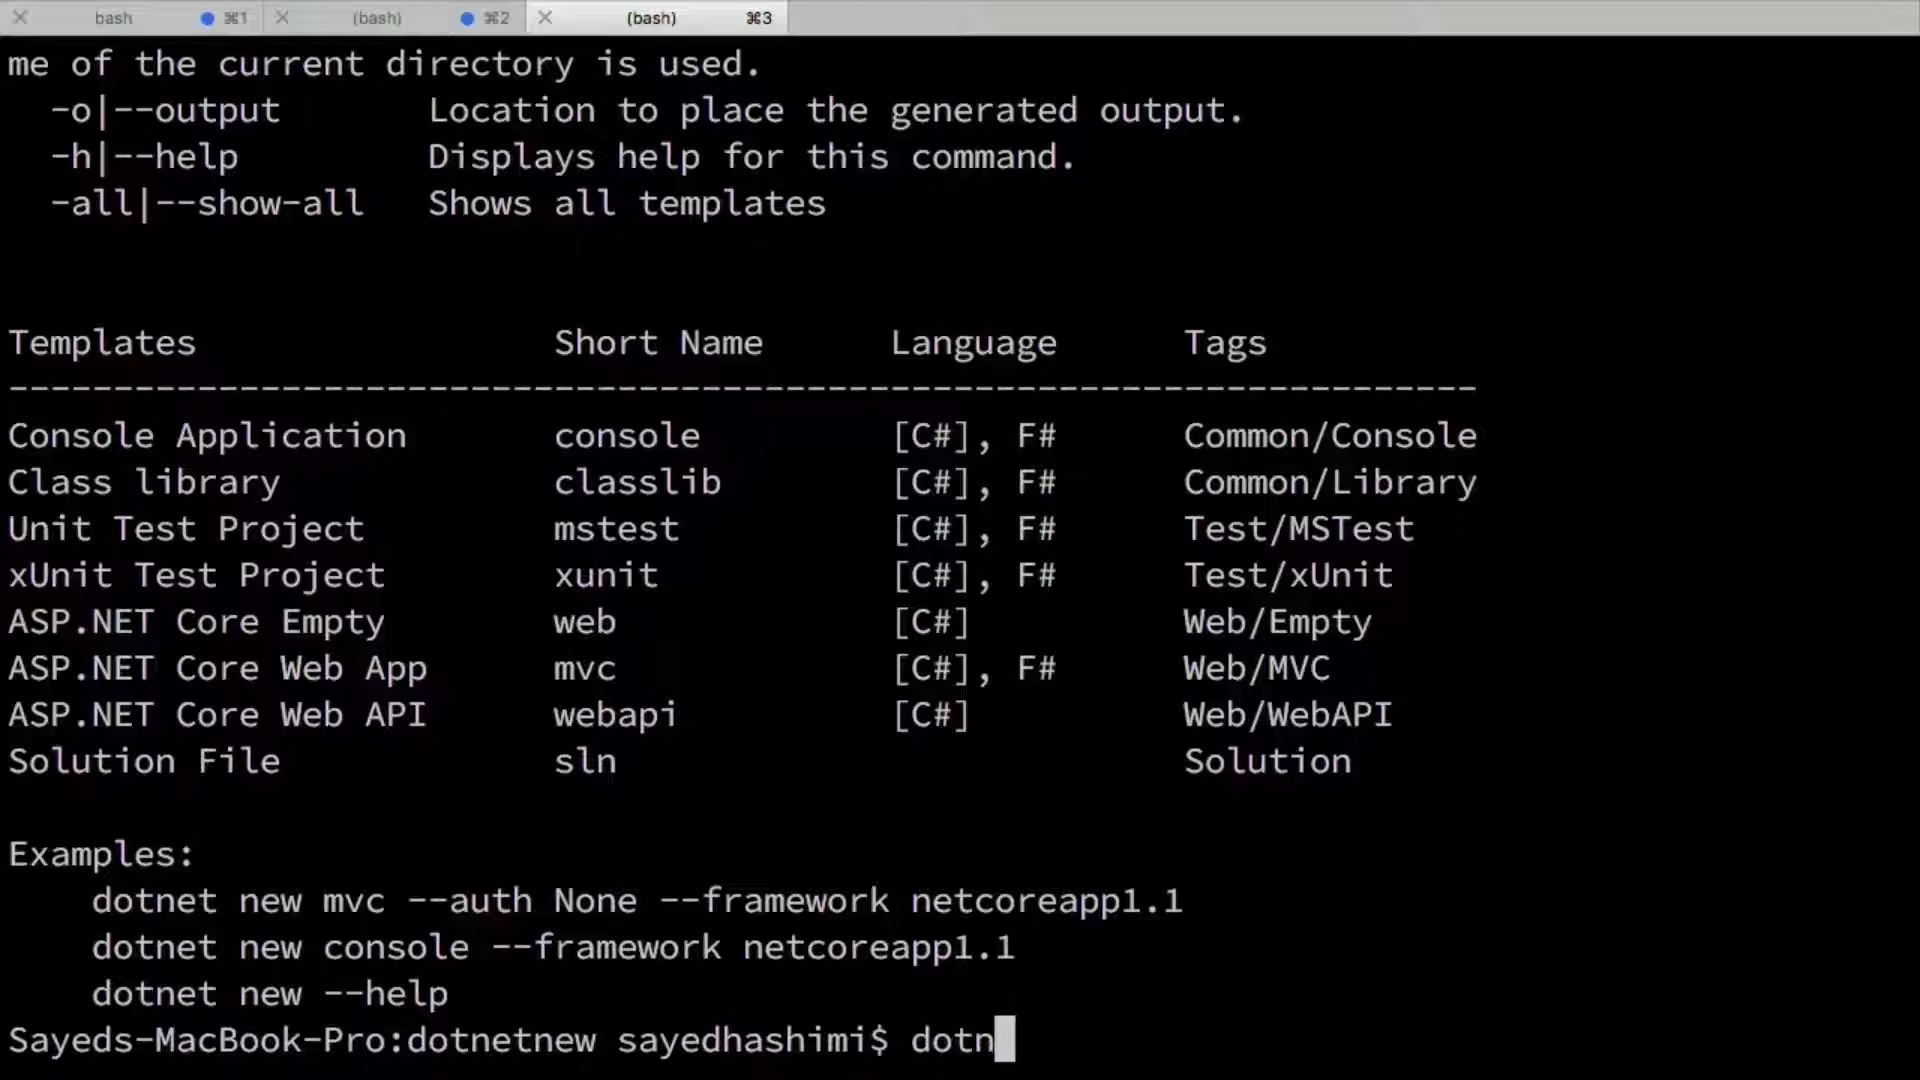 bash ⌘1 (bash) ⌘2 (bash) ⌘3
me of the current directory is used.
-o|--output Location to place the generated output.
-h|--help Displays help for this command.
-all|--show-all Shows all templates
Templates Short Name Language Tags
----------------------------------------------------------------------
Console Application console [C#], F# Common/Console
Class library classlib [C#], F# Common/Library
Unit Test Project mstest [C#], F# Test/MSTest
xUnit Test Project xunit [C#], F# Test/xUnit
ASP.NET Core Empty web [C#] Web/Empty
ASP.NET Core Web App mvc [C#], F# Web/MVC
ASP.NET Core Web API webapi [C#] Web/WebAPI
Solution File sln Solution
Examples:
dotnet new mvc --auth None --framework netcoreapp1.1
dotnet new console --framework netcoreapp1.1
dotnet new --help
Sayeds-MacBook-Pro:dotnetnew sayedhashimi$ dotn